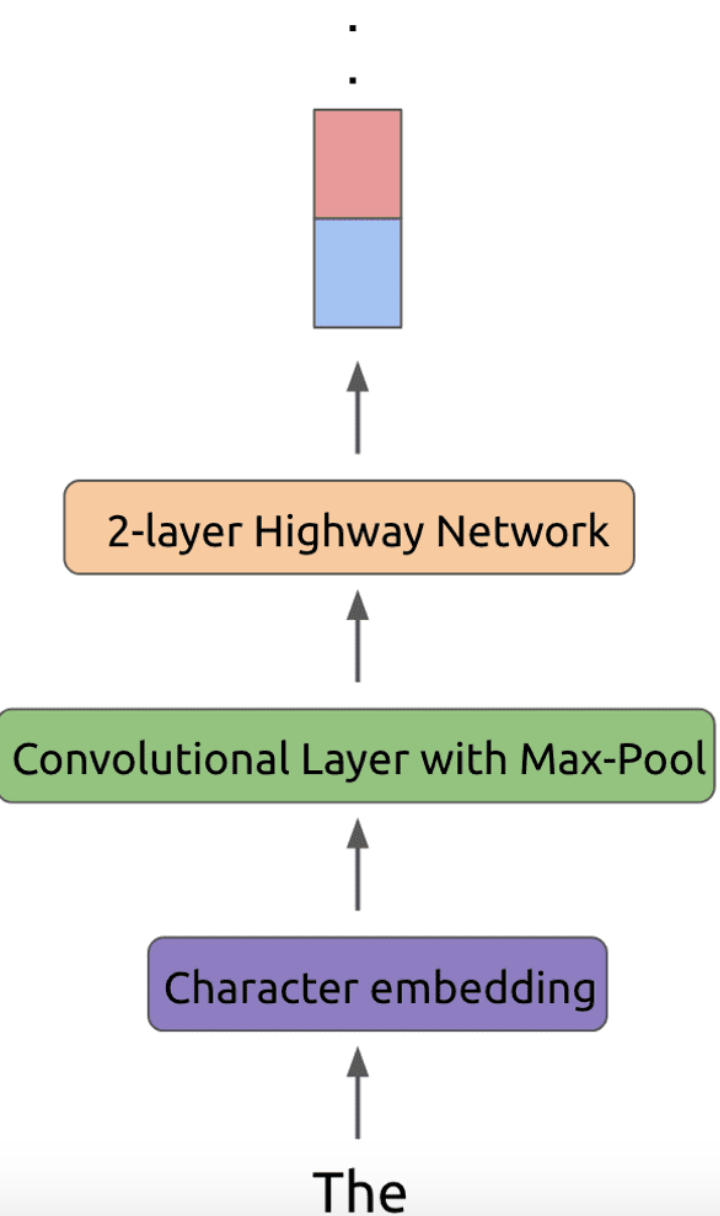 2-layer Highway Network
Convolutional Layer with Max-Pool
Character embedding
The